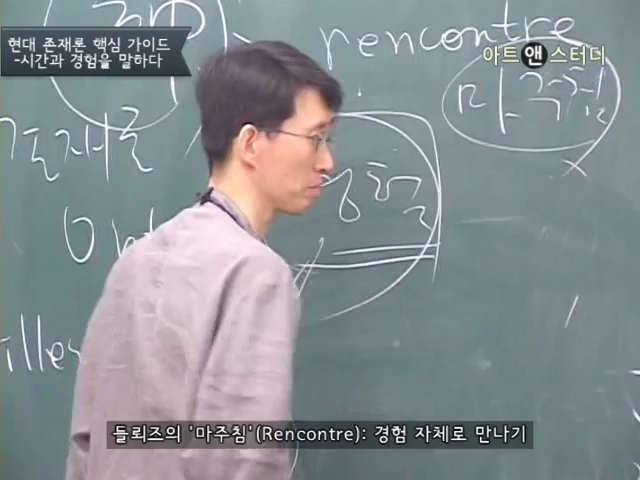 현대 존재론 핵심 가이드
-시간과 경험을 말하다
rencontre
아트앤스터디
마주침
존재론
경험
Ont
illes
들뢰즈의 '마주침'(Rencontre): 경험 자체로 만나기